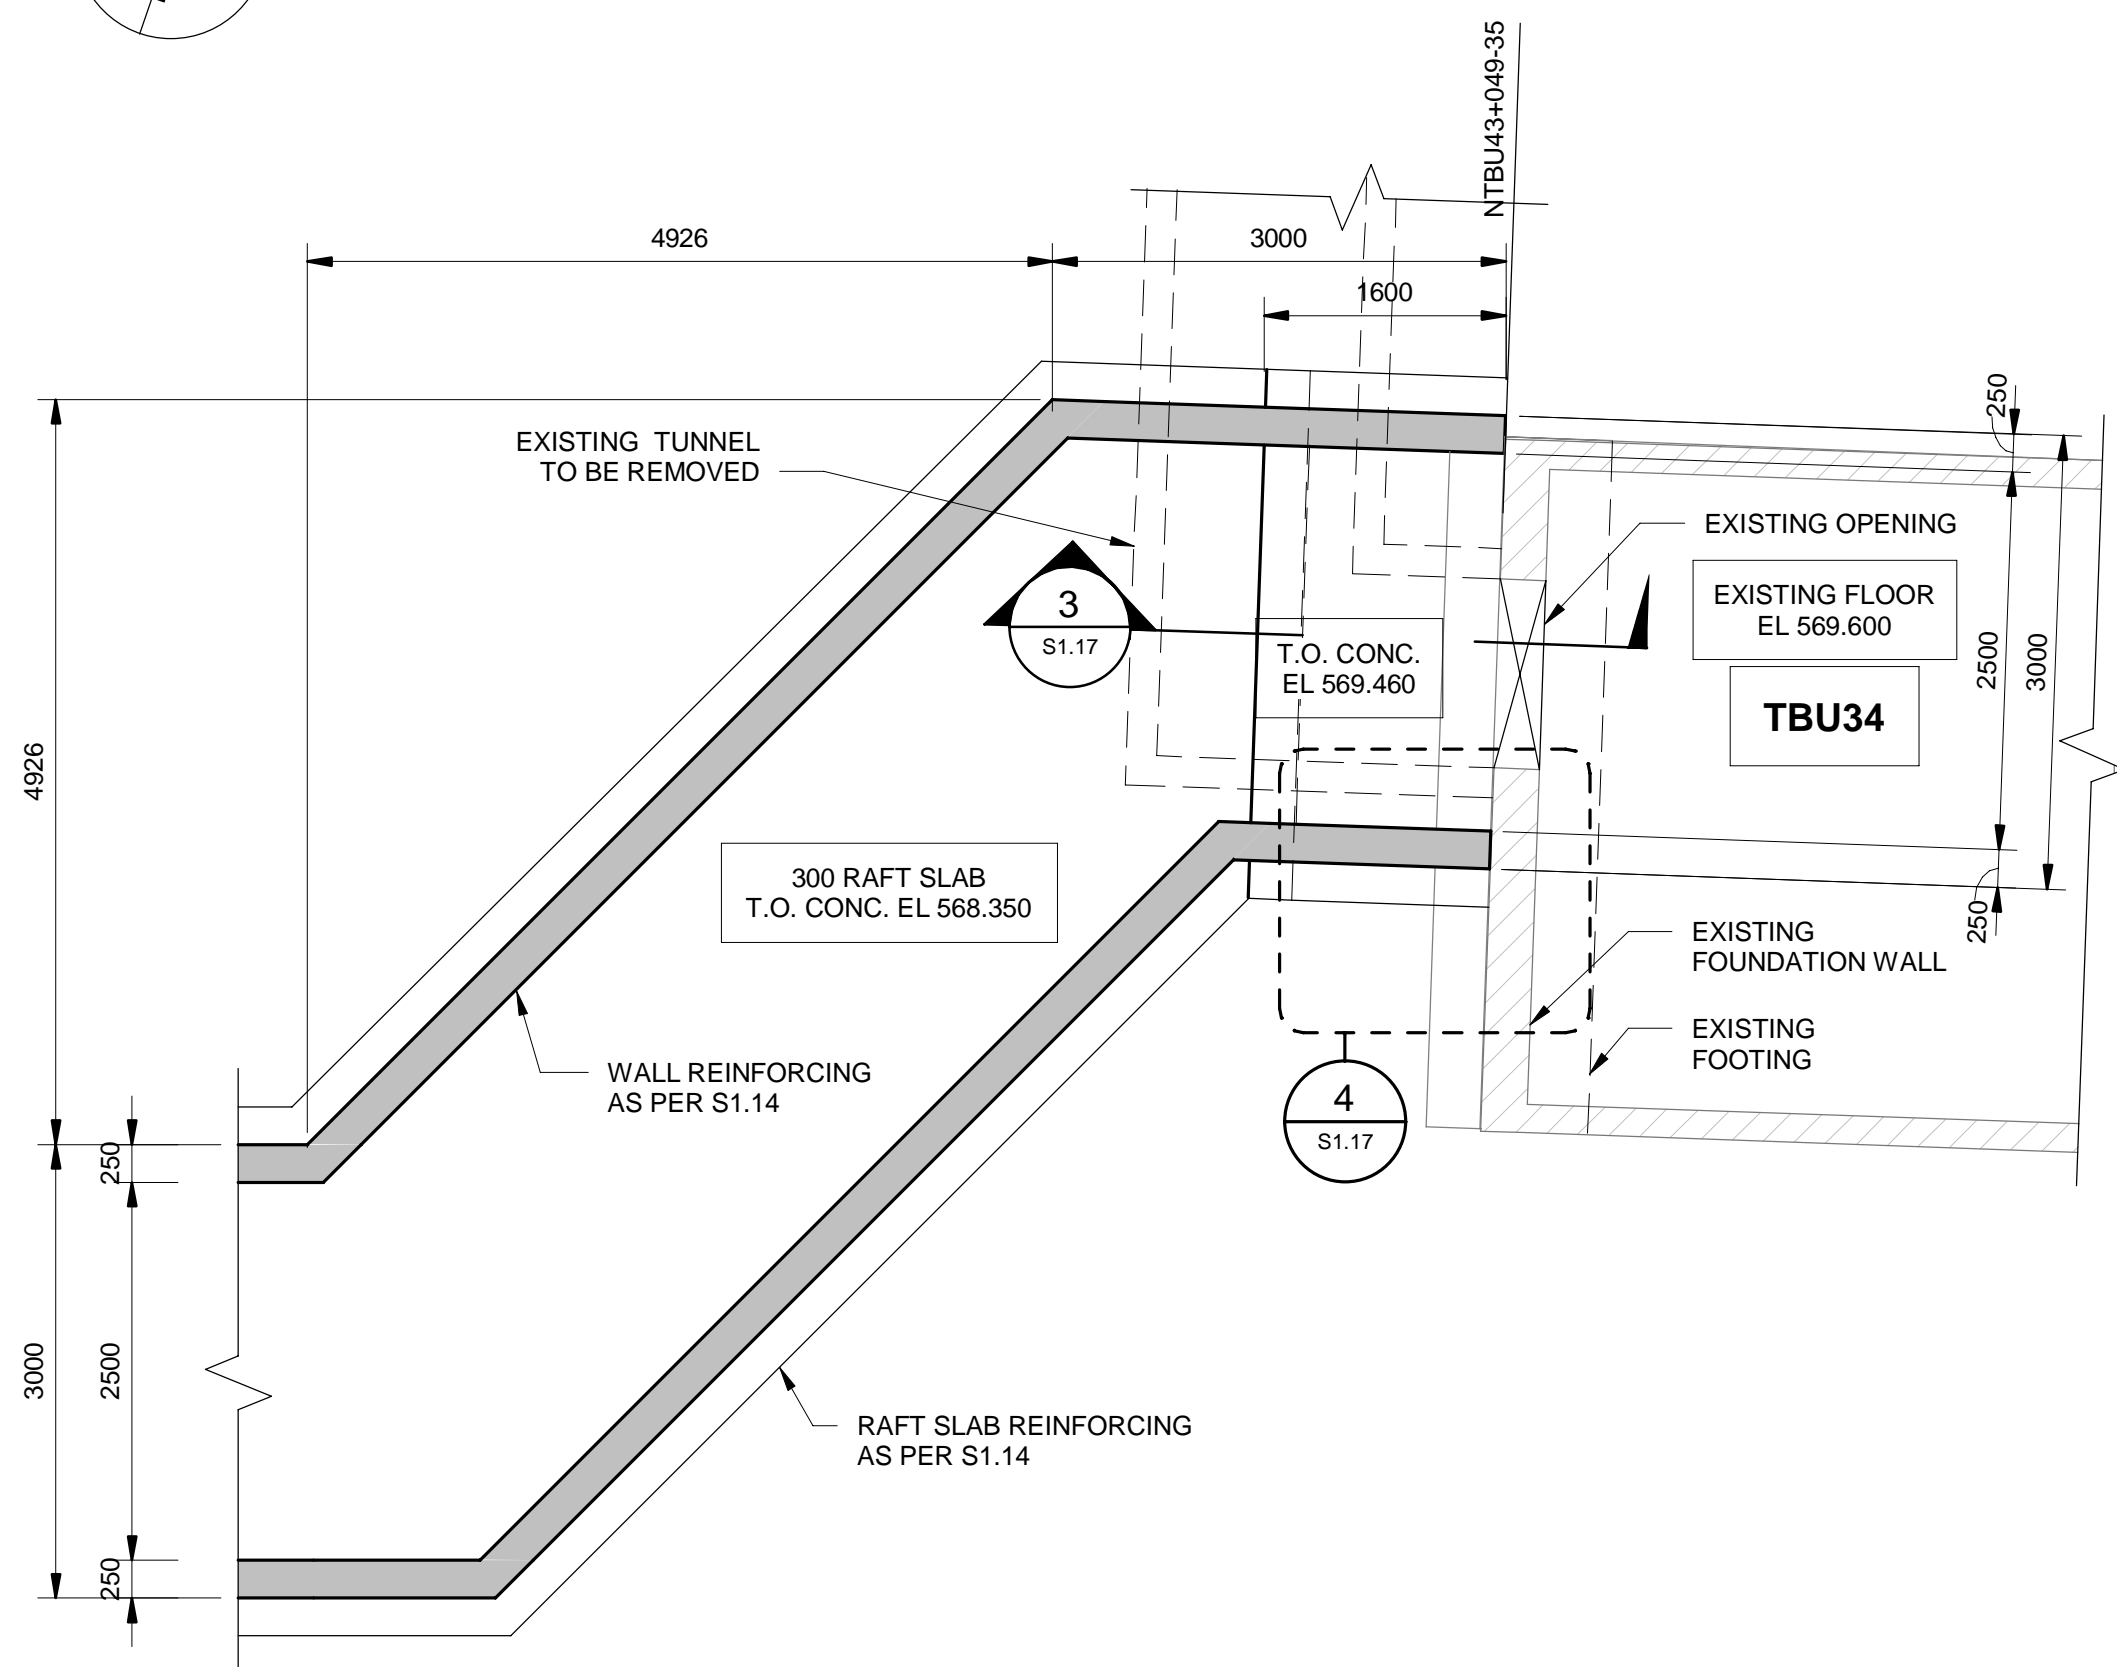 NTBU43+049-35
4926
3000
1600
250
EXISTING TUNNEL
TO BE REMOVED
EXISTING OPENING
EXISTING FLOOR
EL 569.600
3
S1.17
T.O. CONC.
EL 569.460
2500
3000
TBU34
4926
300 RAFT SLAB
T.O. CONC. EL 568.350
250
EXISTING
FOUNDATION WALL
EXISTING
FOOTING
WALL REINFORCING
AS PER S1.14
4
S1.17
250
3000
2500
RAFT SLAB REINFORCING
AS PER S1.14
250